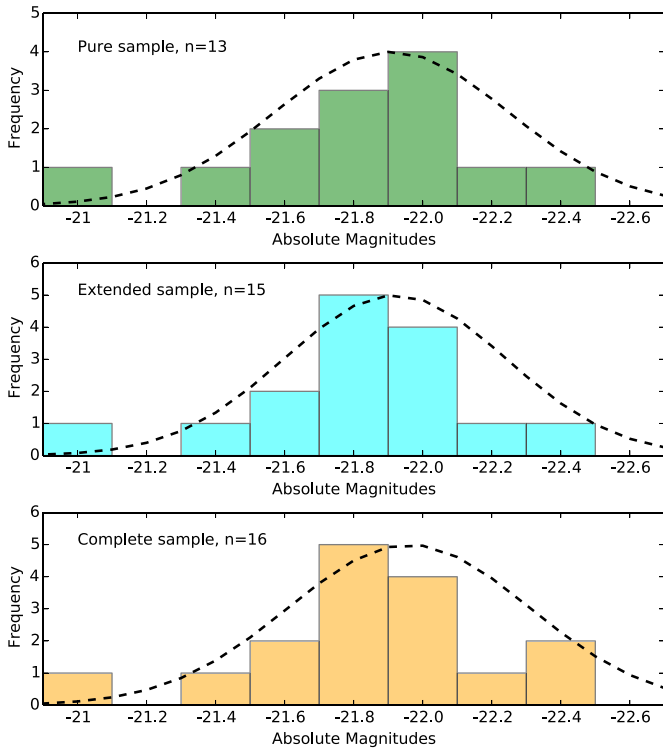 5
4
3
2
1
0
Frequency
Pure sample, n=13
-21 -21.2 -21.4 -21.6 -21.8 -22.0 -22.2 -22.4 -22.6
Absolute Magnitudes
6
5
4
3
2
1
0
Frequency
Extended sample, n=15
-21 -21.2 -21.4 -21.6 -21.8 -22.0 -22.2 -22.4 -22.6
Absolute Magnitudes
6
5
4
3
2
1
0
Frequency
Complete sample, n=16
-21 -21.2 -21.4 -21.6 -21.8 -22.0 -22.2 -22.4 -22.6
Absolute Magnitudes